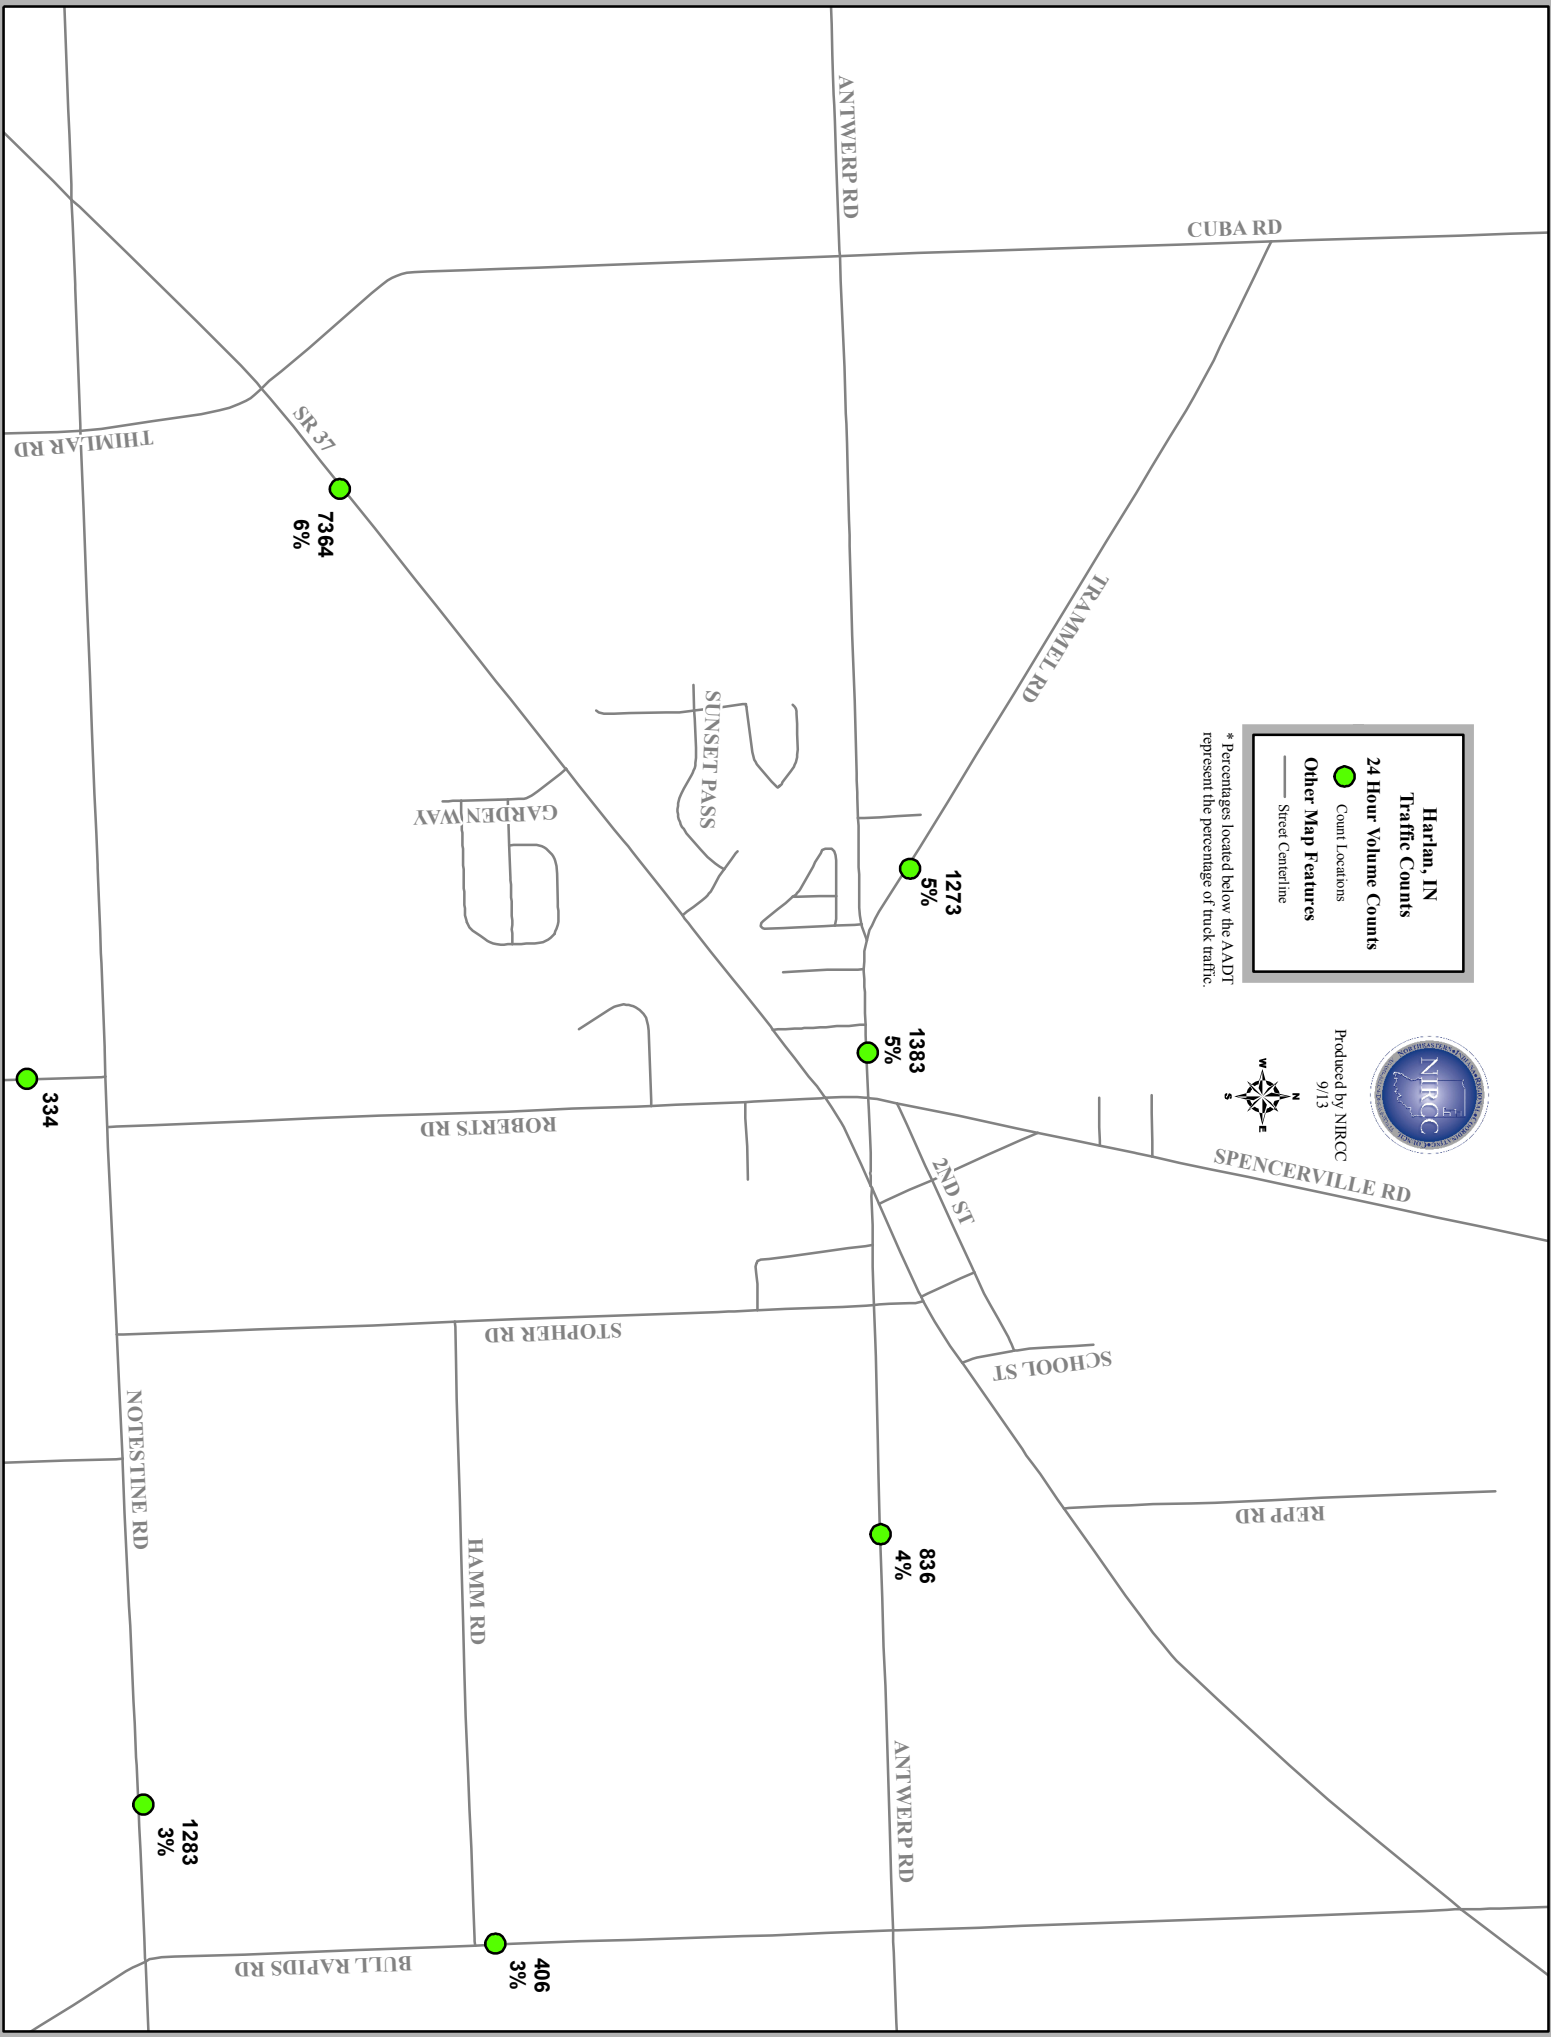 Harlan, IN
Traffic Counts
24 Hour Volume Counts
Count Locations
Other Map Features
Street Centerline
* Percentages located below the AADT
represent the percentage of truck traffic.
NIRCC
Produced by NIRCC
9/13
N
W
E
S
ANTWERP RD
CUBA RD
THIMLAR RD
SR 37
7364
6%
TRAMMEL RD
SUNSET PASS
GARDEN WAY
1273
5%
1383
5%
334
ROBERTS RD
SPENCERVILLE RD
2ND ST
STOPHER RD
SCHOOL ST
NOTESTINE RD
HAMM RD
REPP RD
836
4%
ANTWERP RD
1283
3%
406
3%
BULL RAPIDS RD